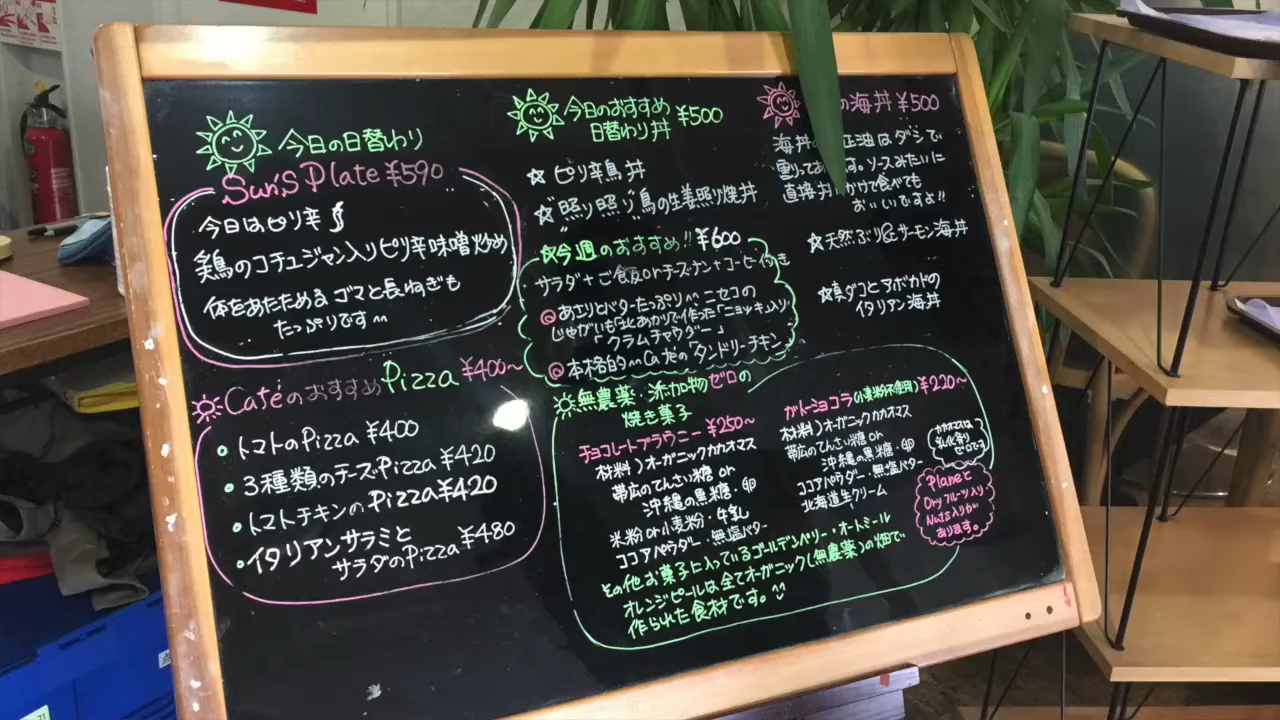 今日の日替わり
Sun's Plate ¥590
今日はピリ辛
鶏のコチュジャン入りピリ辛味噌炒め
体をあたためるゴマと長ねぎも
たっぷりです
Caféのおすすめ Pizza ¥400〜
・トマトのPizza ¥400
・3種類のチーズPizza ¥420
・トマトチキンのPizza ¥420
・イタリアンサラミと
サラダのPizza ¥480
今日のおすすめ
日替わり丼 ¥500
☆ピリ辛鳥丼
☆"照り照り"鳥の生姜照り焼丼
☆今週のおすすめ!! ¥600
サラダ+ご飯orチーズナン+コーヒー付き
@あさりとバターたっぷり ニセコの
じゃがいも「北あかり」で作った「ニョッキ入り
「クラムチャウダー」
@本格的 Caféの「タンドリーチキン」
の海丼 ¥500
海丼の 油はダシで
割ってあ す。ソースみたいに
直接丼 かけて食べても
おいしいですよ!!
☆天然ぶり&サーモン海丼
☆真ダコとアボカドの
イタリアン海丼
無農薬・添加物ゼロの
焼き菓子
チョコレートブラウニー ¥250〜
材料)オーガニックカカオマス
帯広のてんさい糖 or
沖縄の黒糖・卵
米粉or小麦粉・牛乳
ココアパウダー・無塩バター
ガトーショコラ(小麦粉不使用) ¥220〜
材料)オーガニックカカオマス
帯広のてんさい糖 or
沖縄の黒糖・卵
ココアパウダー・無塩バター
北海道生クリーム
カカオマスは
乳化剤
ゼロです
Planeと
Dryフルーツ入り
Nuts入りが
あります。
その他お菓子に入っているゴールデンベリー・オートミール
オレンジピールは全てオーガニック(無農薬)の畑で
作られた食材です。